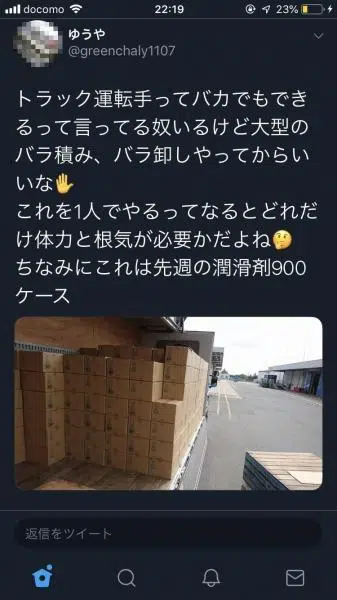 docomo 22:19 23%
ゆうや
@greenchaly1107
トラック運転手ってバカでもでき
るって言ってる奴いるけど大型の
バラ積み、バラ卸しやってからい
いな✋
これを1人でやるってなるとどれだ
け体力と根気が必要かだよね🤔
ちなみにこれは先週の潤滑剤900
ケース
返信をツイート